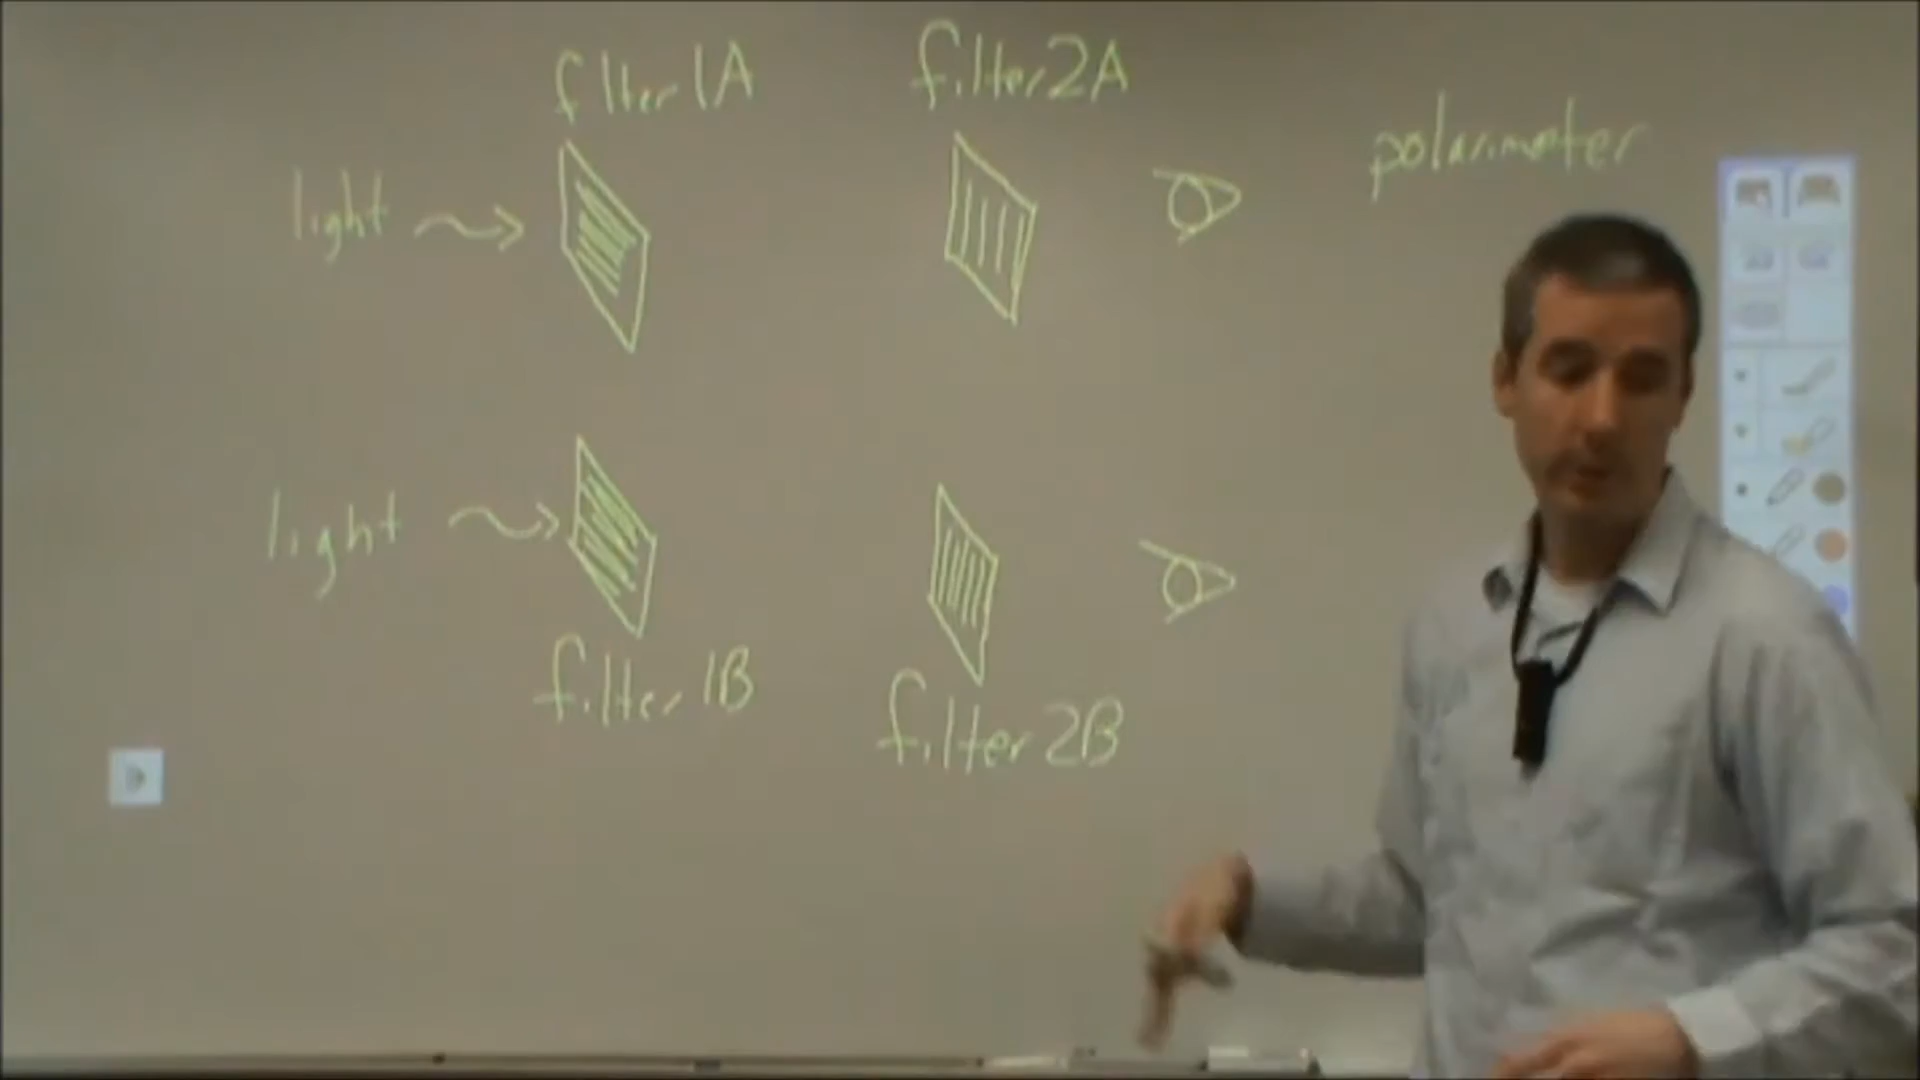 filter 1A
filter 2A
polarimeter
light
light
filter 1B
filter 2B